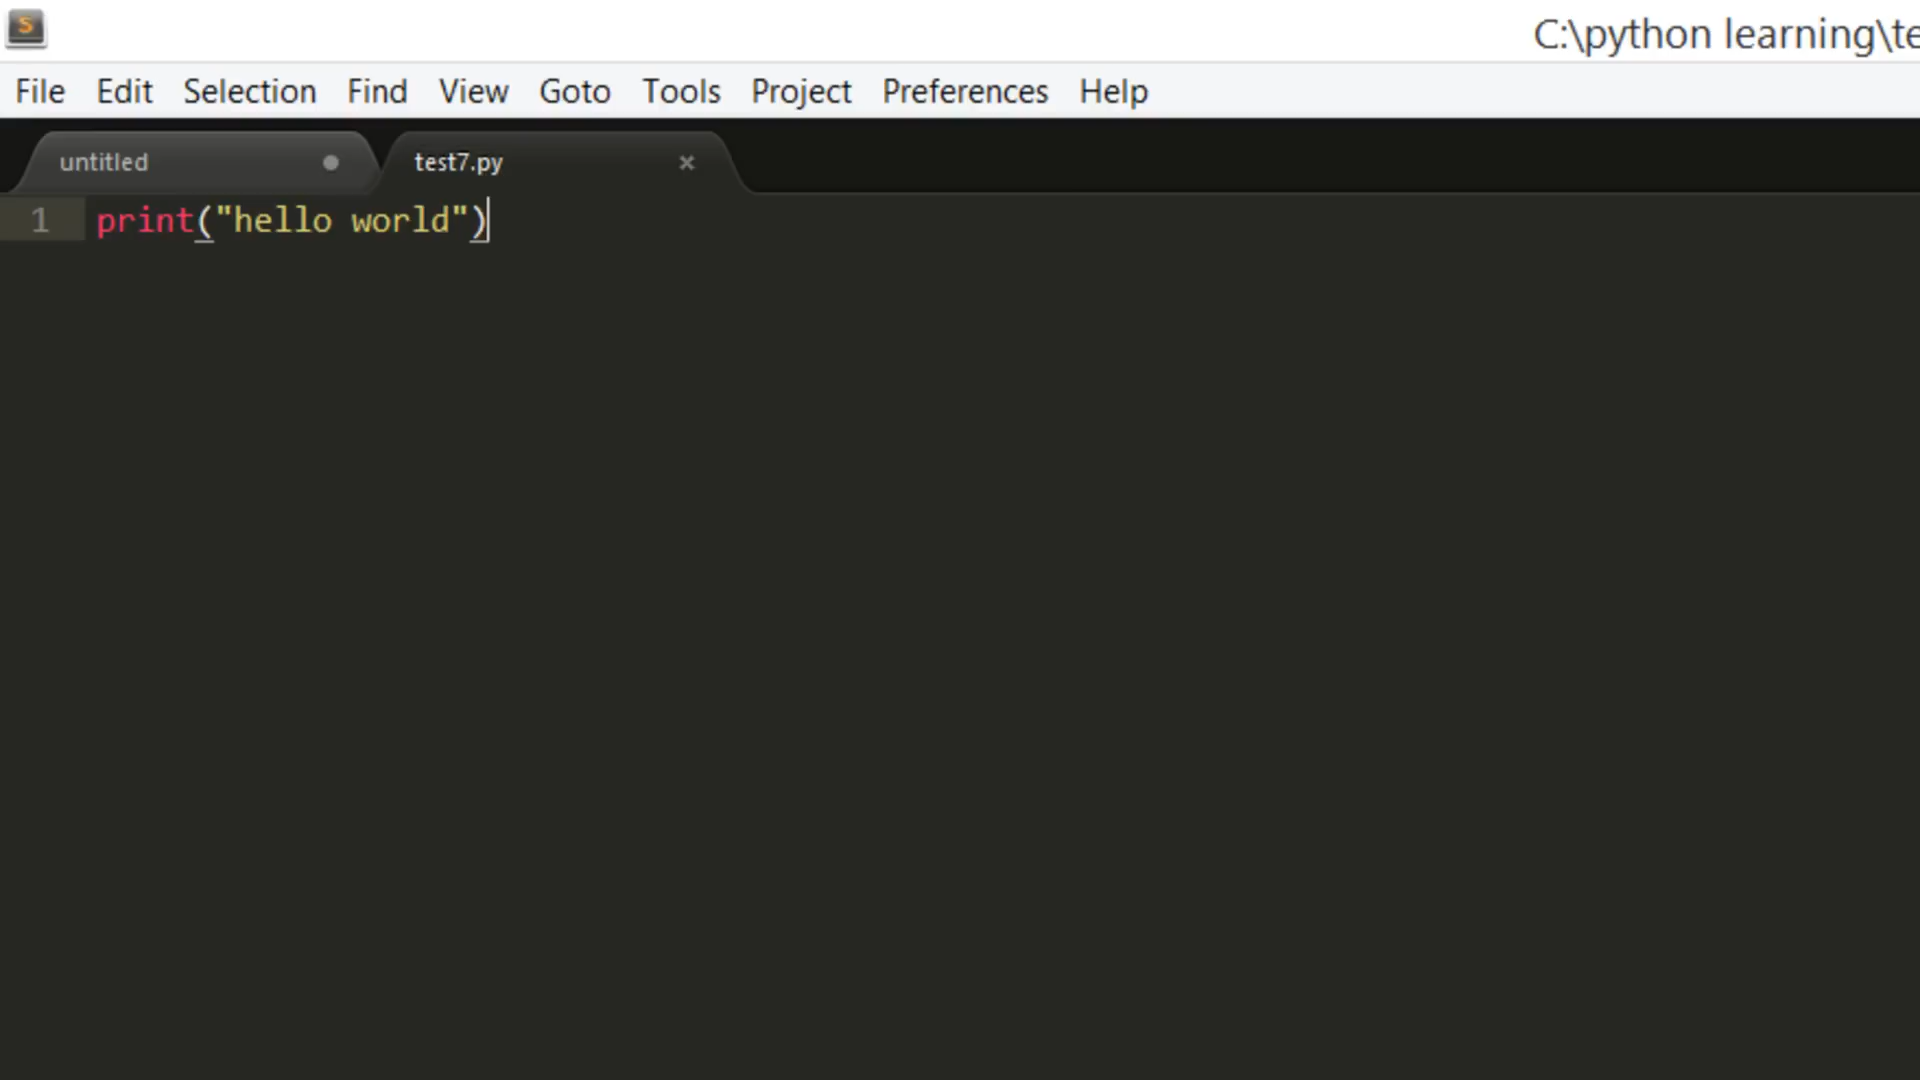 S
C:\python learning\te
File Edit Selection Find View Goto Tools Project Preferences Help
untitled test7.py
1 print("hello world")